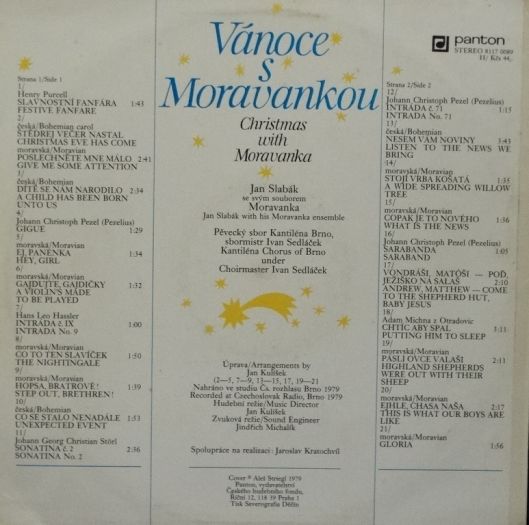 Vánoce
s
Moravankou
Christmas
with
Moravanka
panton
STEREO 8117 0089
H/ Kčs 44,-
Strana 1/Side 1
1/
Henry Purcell
SLAVNOSTNÍ FANFÁRA 1:43
FESTIVE FANFARE
2/
česká/Bohemian carol
ŠTĚDREJ VEČER NASTAL
CHRISTMAS EVE HAS COME
moravská/Moravian
POSLECHNĚTE MNE MÁLO 2:41
GIVE ME SOME ATTENTION
3/
česká/Bohemian
DÍTĚ SE NÁM NARODILO 2:34
A CHILD HAS BEEN BORN
UNTO US
4/
Johann Christoph Pezel (Pezelius)
GIGUE 1:29
5/
moravská/Moravian
EJ, PANENKA 1:34
HEY, GIRL
6/
moravská/Moravian
GAJDUJTE, GAJDIČKY 1:32
A VIOLIN'S MADE
TO BE PLAYED
7/
Hans Leo Hassler
INTRÁDA č. IX 1:00
INTRADA No. 9
8/
moravská/Moravian
CO TO TEN SLAVÍČEK 1:50
THE NIGHTINGALE
9/
moravská/Moravian
HOPSA, BRATROVÉ! 1:39
STEP OUT, BRETHREN!
10/
česká/Bohemian
CO SE STALO NENADÁLE 1:53
UNEXPECTED EVENT
11/
Johann Georg Christian Störl
SONATINA č. 2 2:36
SONATINA No. 2
Jan Slabák
se svým souborem
Moravanka
Jan Slabák with his Moravanka ensemble
Pěvecký sbor Kantiléna Brno,
sbormistr Ivan Sedláček
Kantiléna Chorus of Brno
under
Choirmaster Ivan Sedláček
Úprava/Arrangements by
Jan Kulíšek
(2—5, 7—9, 13—15, 17, 19—21)
Nahráno ve studiu Čs. rozhlasu Brno 1979
Recorded at Czechoslovak Radio, Brno 1979
Hudební režie/Music Director
Jan Kulíšek
Zvuková režie/Sound Engineer
Jindřich Michalík
Spolupráce na realizaci: Jaroslav Kratochvíl
Cover © Aleš Striegl 1979
Panton, vydavatelství
Českého hudebního fondu,
Říční 12, 118 39 Praha 1
Tisk Severografia Děčín
Strana 2/Side 2
12/
Johann Christoph Pezel (Pezelius)
INTRÁDA č. 71 1:15
INTRADA No. 71
13/
česká/Bohemian
NESEM VÁM NOVINY 3:43
LISTEN TO THE NEWS WE
BRING
14/
moravská/Moravian
STOJÍ VRBA KOŠATÁ 1:35
A WIDE SPREADING WILLOW
TREE
15/
moravská/Moravian
COPAK JE TO NOVÉHO 1:36
WHAT IS THE NEWS
16/
Johann Christoph Pezel (Pezelius)
SARABANDA 1:05
SARABAND
17/
VONDRÁŠI, MATÓŠI — POĎ,
JEŽIŠKO NA SALAŠ 2:10
ANDREW, MATTHEW — COME
TO THE SHEPHERD HUT,
BABY JESUS
18/
Adam Michna z Otradovic
CHTÍC ABY SPAL 3:11
PUTTING HIM TO SLEEP
19/
moravská/Moravian
PÁSLI OVCE VALAŠI 2:11
HIGHLAND SHEPHERDS
WERE OUT WITH THEIR
SHEEP
20/
moravská/Moravian
EJHLE, CHASA NAŠA 2:17
THIS IS WHAT OUR BOYS ARE
LIKE
21/
moravská/Moravian
GLORIA 1:56